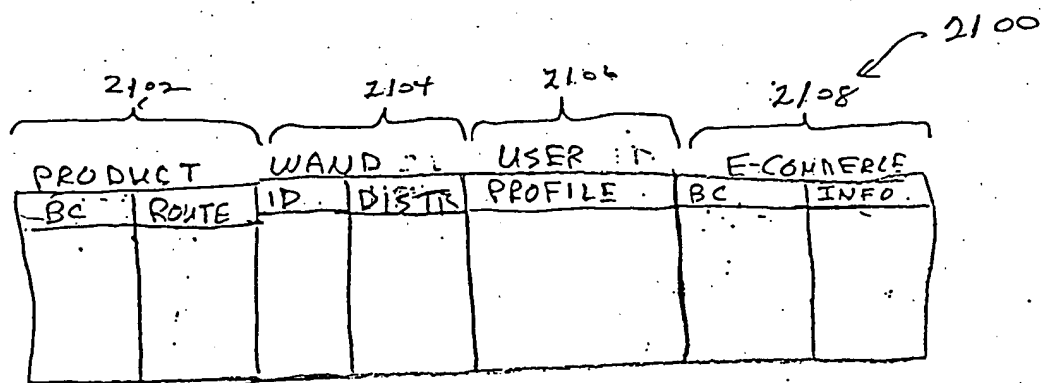 2100
2102 2104 2106 2108
PRODUCT WAND USER E-COMMERCE
BC ROUTE ID DISTR PROFILE BC INFO